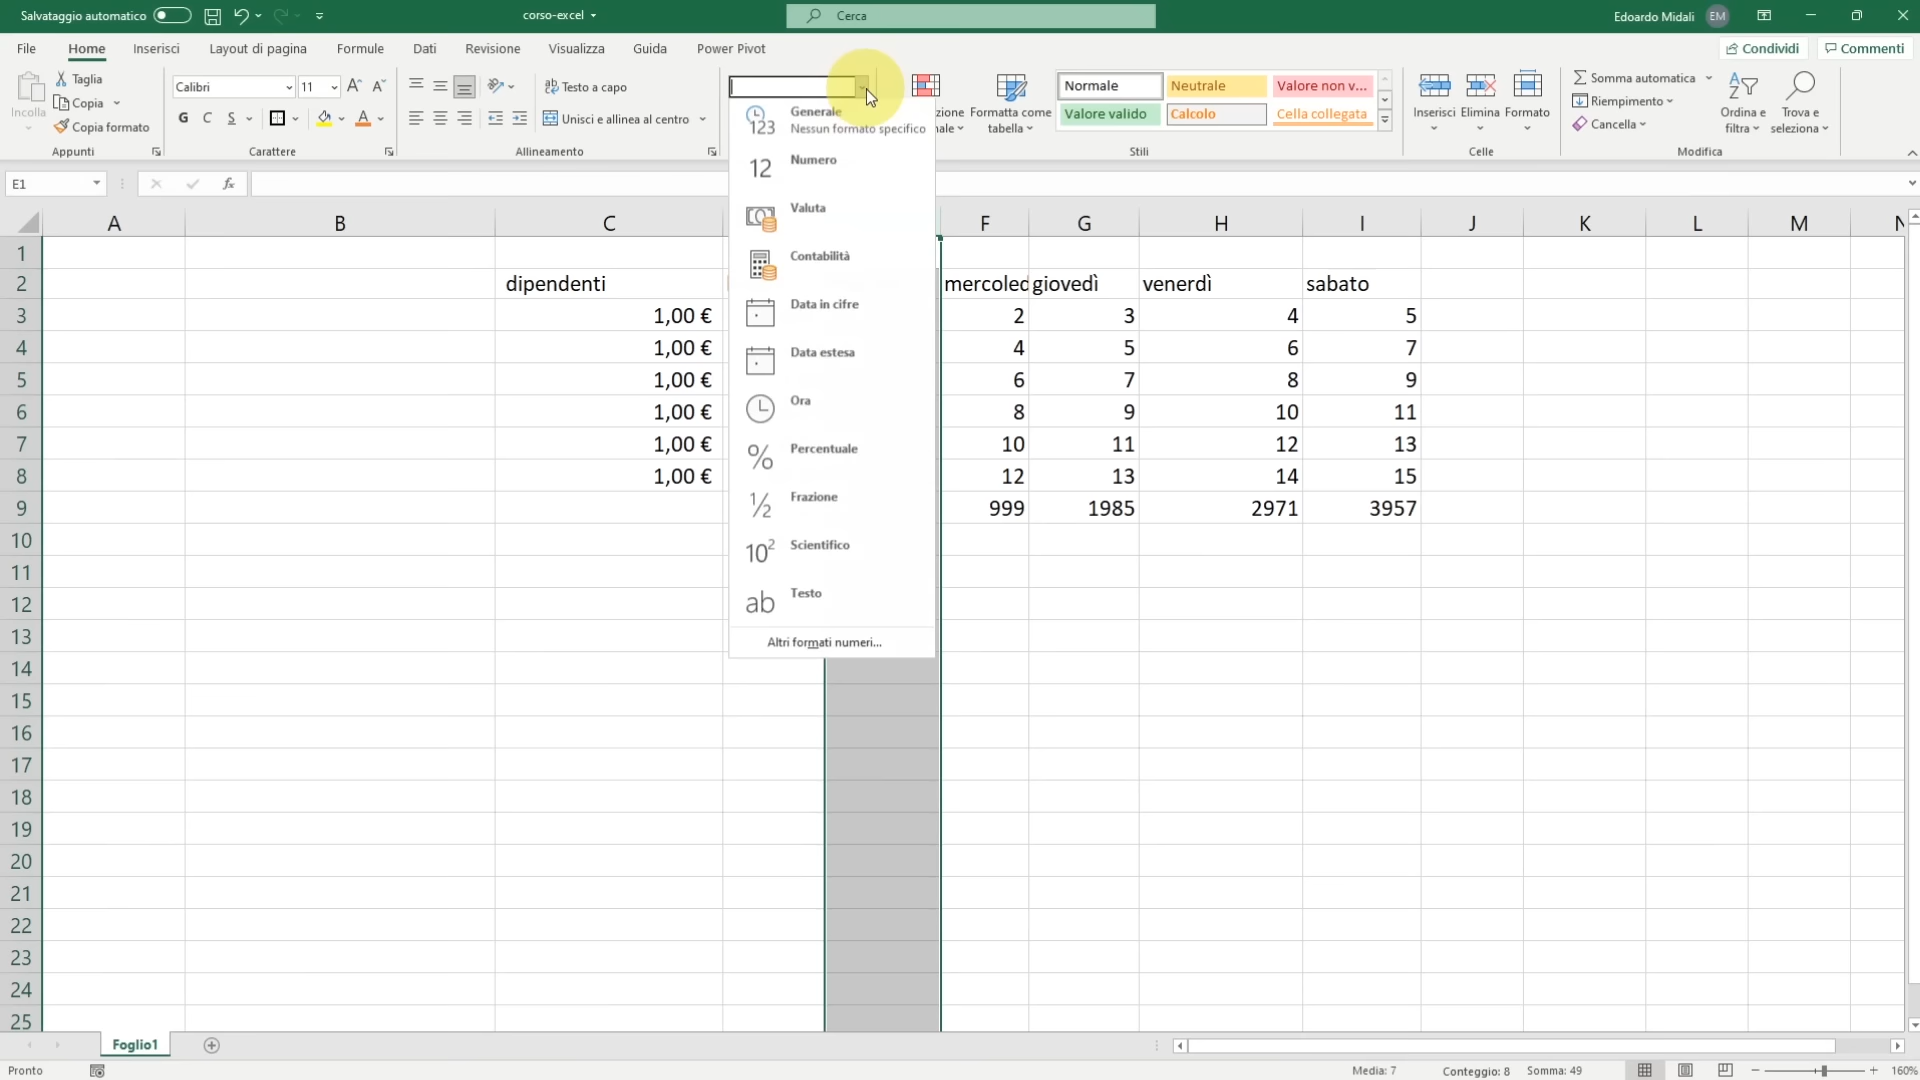 Salvataggio automatico
corso-excel
Cerca
Edoardo Midali EM
File Home Inserisci Layout di pagina Formule Dati Revisione Visualizza Guida Power Pivot
Condividi Commenti
Incolla
Taglia
Copia
Copia formato
Appunti
Calibri 11
G C S
Carattere
Testo a capo
Unisci e allinea al centro
Allineamento
zione
nale
Formatta come
tabella
Normale Neutrale Valore non v...
Valore valido Calcolo Cella collegata
Stili
Inserisci Elimina Formato
Celle
Somma automatica
Riempimento
Cancella
Ordina e
filtra
Trova e
seleziona
Modifica
123 Generale
Nessun formato specifico
12 Numero
Valuta
Contabilità
Data in cifre
Data estesa
Ora
% Percentuale
½ Frazione
10² Scientifico
ab Testo
Altri formati numeri...
E1 fx
A B C F G H I J K L M N
1
2 dipendenti mercoled giovedì venerdì sabato
3 1,00 € 2 3 4 5
4 1,00 € 4 5 6 7
5 1,00 € 6 7 8 9
6 1,00 € 8 9 10 11
7 1,00 € 10 11 12 13
8 1,00 € 12 13 14 15
9 999 1985 2971 3957
10
11
12
13
14
15
16
17
18
19
20
21
22
23
24
25
Foglio1
Pronto
Media: 7 Conteggio: 8 Somma: 49
160%